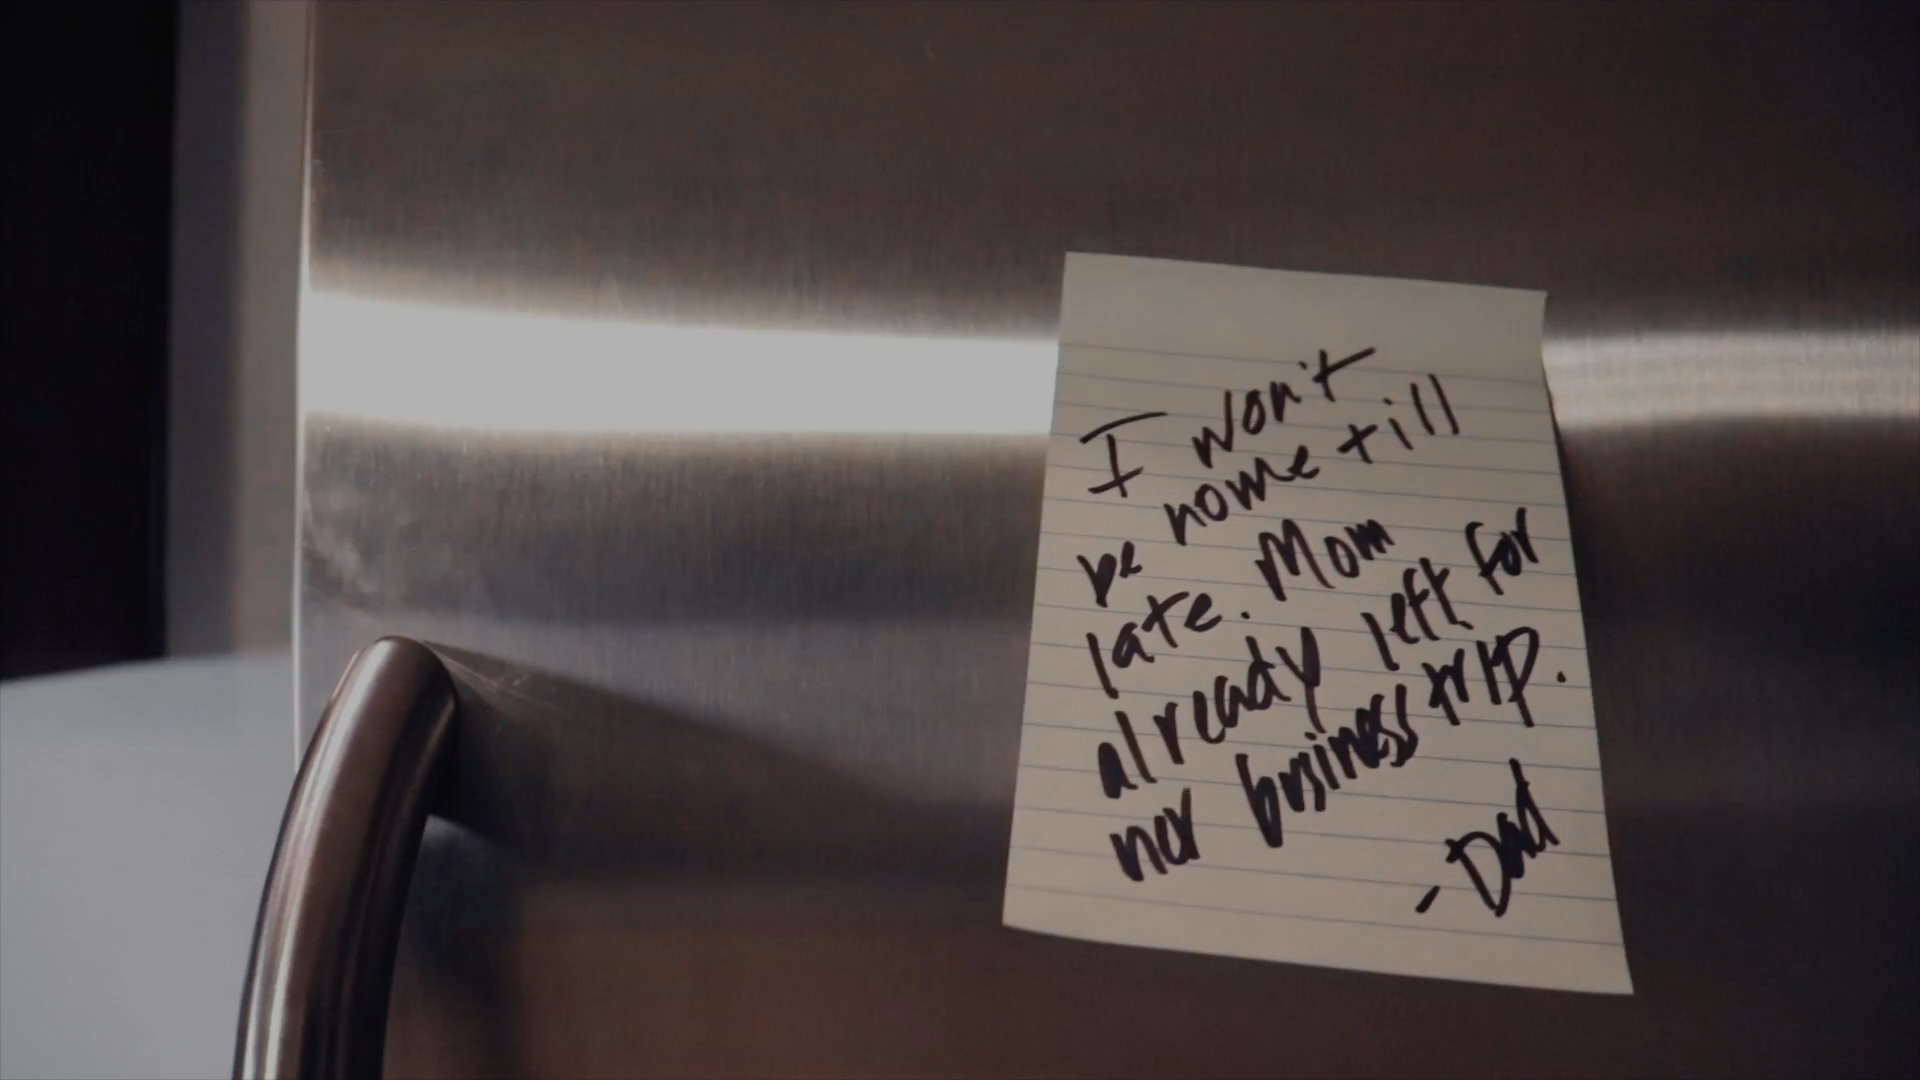 I won't
be home till
late. Mom
already left for
her business trip.
- Dad